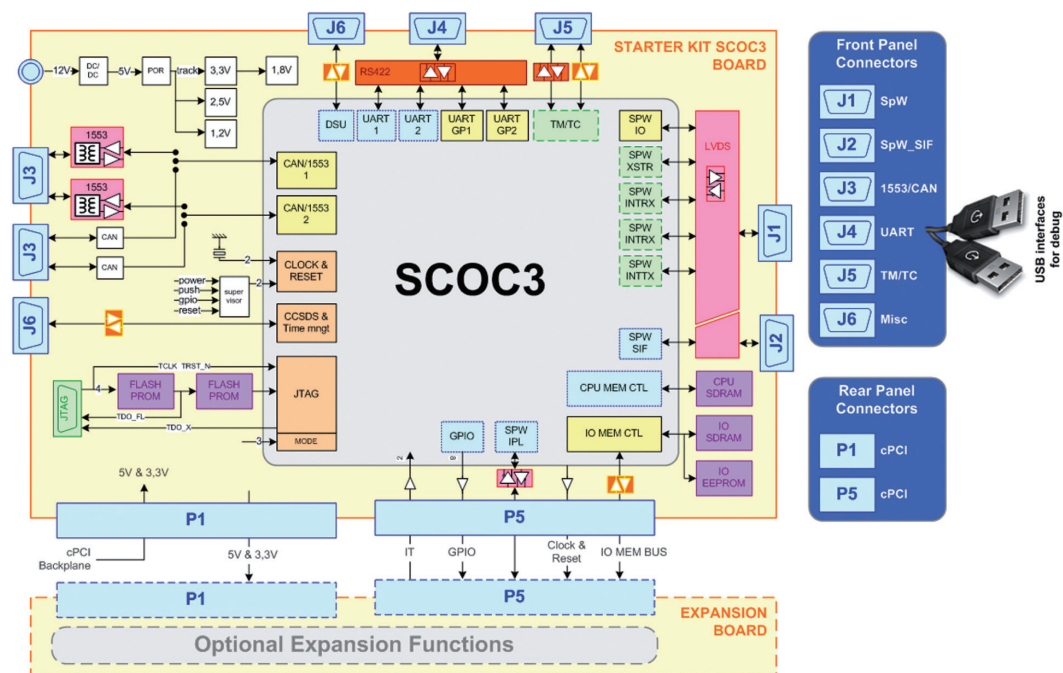 J6
J4
J5
STARTER KIT SCOC3
BOARD
12V
DC/
DC
5V
POR
track
3,3V
1,8V
2,5V
1,2V
RS422
DSU
UART
1
UART
2
UART
GP1
UART
GP2
TM/TC
SPW
IO
LVDS
SPW
XSTR
SPW
INTRX
SPW
INTRX
SPW
INTTX
SPW
SIF
J1
J2
1553
J3
1553
J3
CAN
CAN
CAN/1553
1
CAN/1553
2
SCOC3
2
CLOCK &
RESET
power
push
gpio
reset
super
visor
2
J6
CCSDS &
Time mngt
TCLK TRST_N
JTAG
4
FLASH
PROM
FLASH
PROM
JTAG
TDO_FL
TDO_X
3
MODE
CPU MEM CTL
CPU
SDRAM
GPIO
SPW
IPL
IO MEM CTL
IO
SDRAM
IO
EEPROM
2
8
5V & 3,3V
P1
P5
cPCI
Backplane
5V & 3,3V
IT
GPIO
Clock &
Reset
IO MEM BUS
P1
P5
EXPANSION
BOARD
Optional Expansion Functions
Front Panel
Connectors
J1 SpW
J2 SpW_SIF
J3 1553/CAN
J4 UART
J5 TM/TC
J6 Misc
USB Interfaces
for debug
Rear Panel
Connectors
P1 cPCI
P5 cPCI